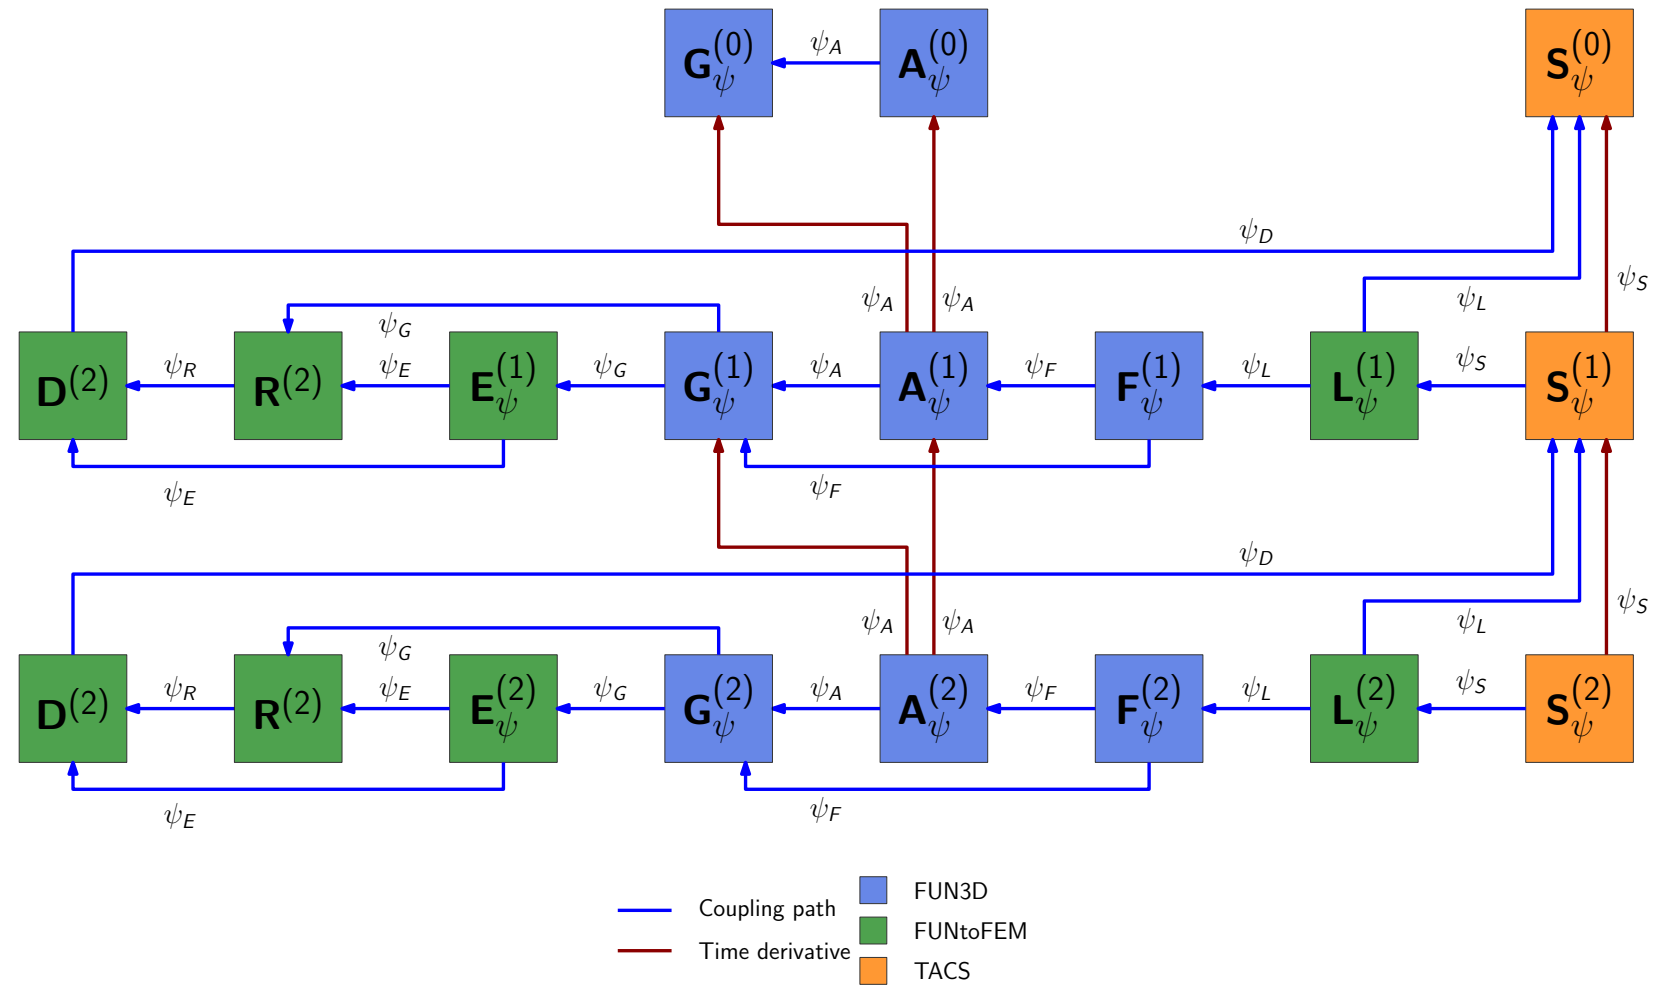 G_ψ^(0) ψ_A A_ψ^(0) S_ψ^(0)
ψ_D
ψ_A ψ_A ψ_L ψ_S
ψ_G
D^(2) ψ_R R^(2) ψ_E E_ψ^(1) ψ_G G_ψ^(1) ψ_A A_ψ^(1) ψ_F F_ψ^(1) ψ_L L_ψ^(1) ψ_S S_ψ^(1)
ψ_E ψ_F
ψ_D
ψ_A ψ_A ψ_L ψ_S
ψ_G
D^(2) ψ_R R^(2) ψ_E E_ψ^(2) ψ_G G_ψ^(2) ψ_A A_ψ^(2) ψ_F F_ψ^(2) ψ_L L_ψ^(2) ψ_S S_ψ^(2)
ψ_E ψ_F
Coupling path
Time derivative
FUN3D
FUNtoFEM
TACS